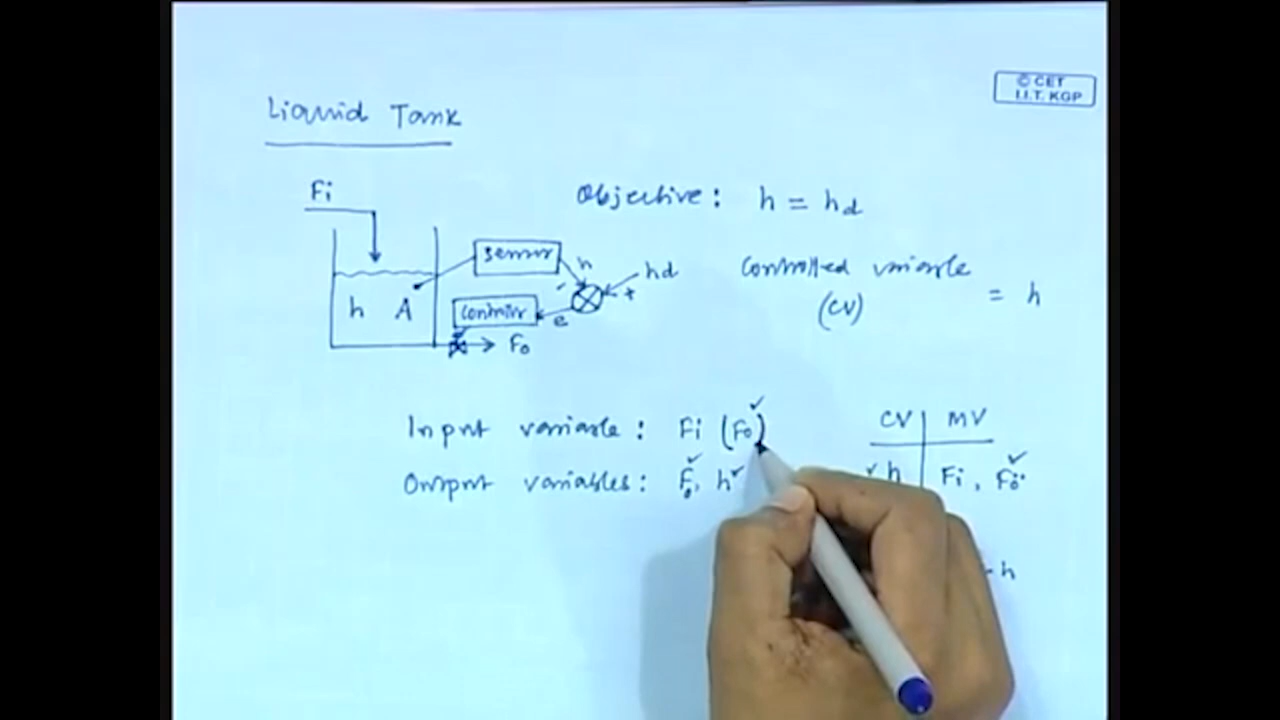 © CET
I.I.T. KGP
Liquid Tank
Fi
Objective: h = hd
sensor
h
hd
Controlled variable
(CV)
= h
h A
-
+
e
Fo
Input variable: Fi (Fo)
CV MV
Output variables: Fo, h
h Fi, Fo
- h